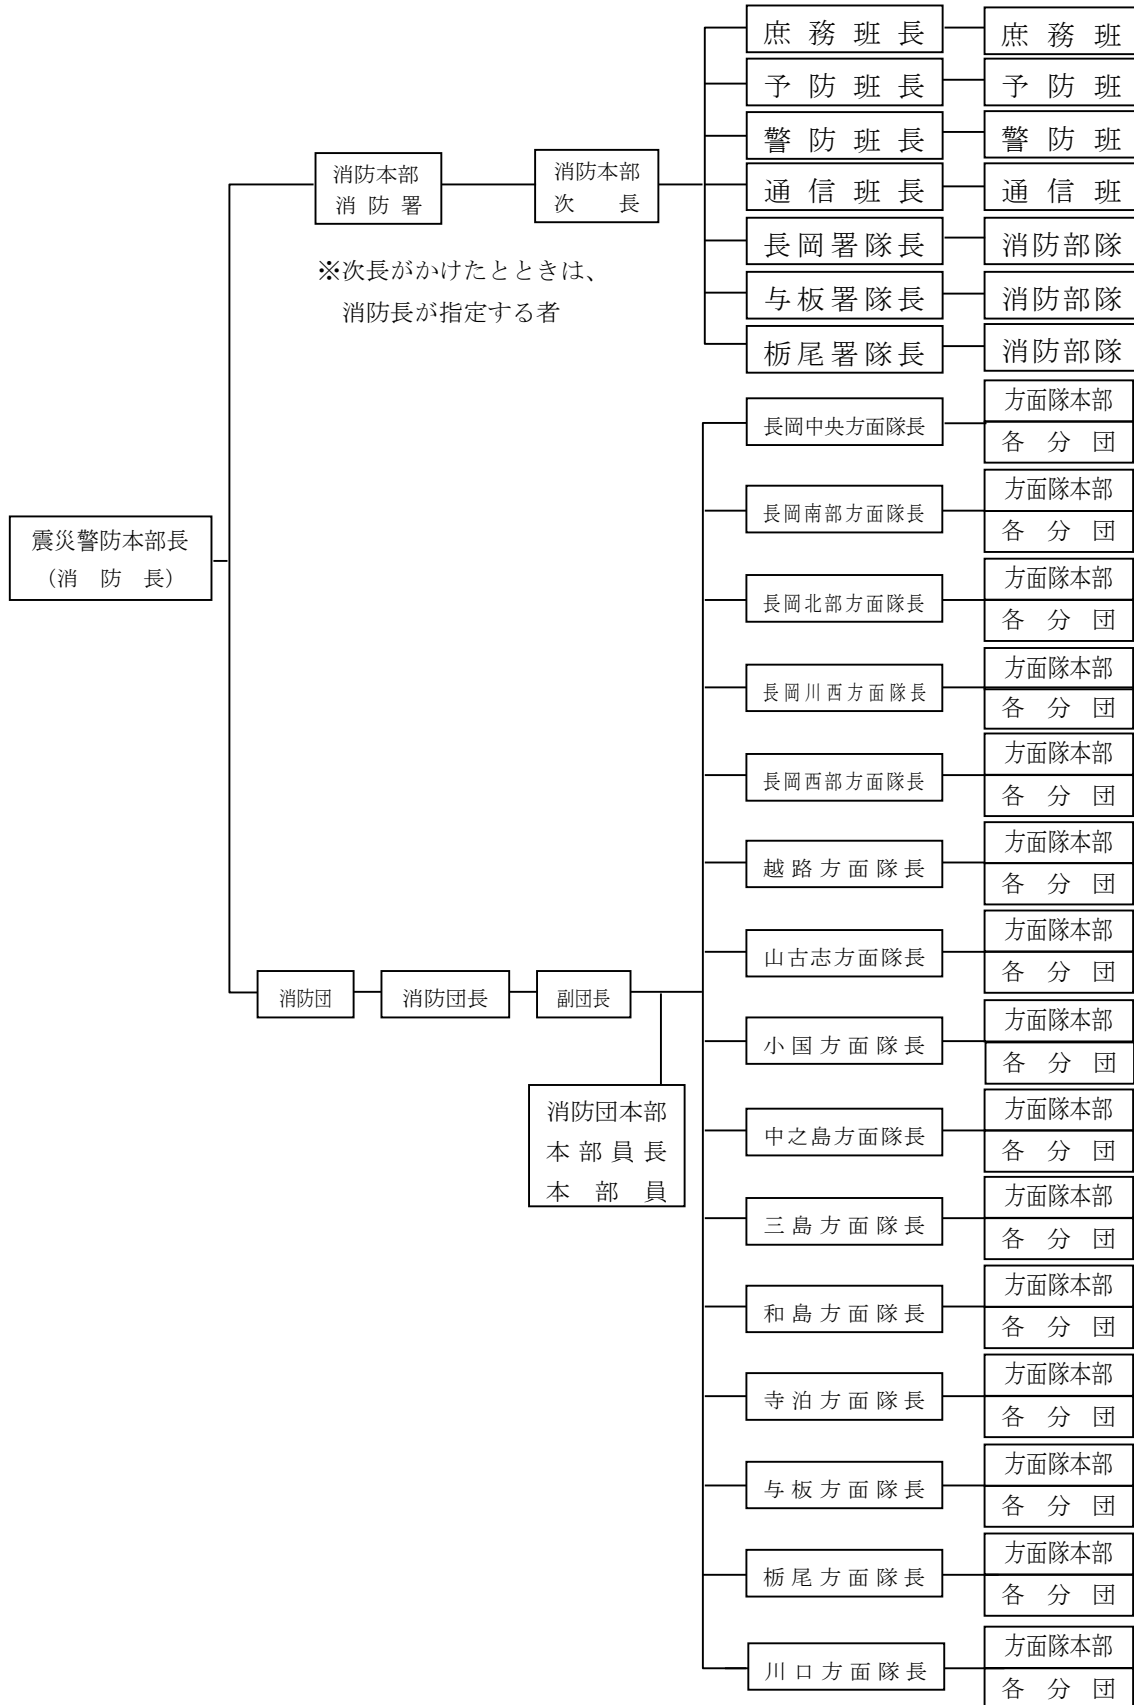 庶務班長 庶務班
予防班長 予防班
警防班長 警防班
通信班長 通信班
長岡署隊長 消防部隊
与板署隊長 消防部隊
栃尾署隊長 消防部隊
消防本部
消防署
消防本部
次長
※次長がかけたとときは、
消防長が指定する者
震災警防本部長
（消防長）
消防団
消防団長
副団長
消防団本部
本部員長
本部員
長岡中央方面隊長
方面隊本部
各分団
長岡南部方面隊長
方面隊本部
各分団
長岡北部方面隊長
方面隊本部
各分団
長岡川西方面隊長
方面隊本部
各分団
長岡西部方面隊長
方面隊本部
各分団
越路方面隊長
方面隊本部
各分団
山古志方面隊長
方面隊本部
各分団
小国方面隊長
方面隊本部
各分団
中之島方面隊長
方面隊本部
各分団
三島方面隊長
方面隊本部
各分団
和島方面隊長
方面隊本部
各分団
寺泊方面隊長
方面隊本部
各分団
与板方面隊長
方面隊本部
各分団
栃尾方面隊長
方面隊本部
各分団
川口方面隊長
方面隊本部
各分団